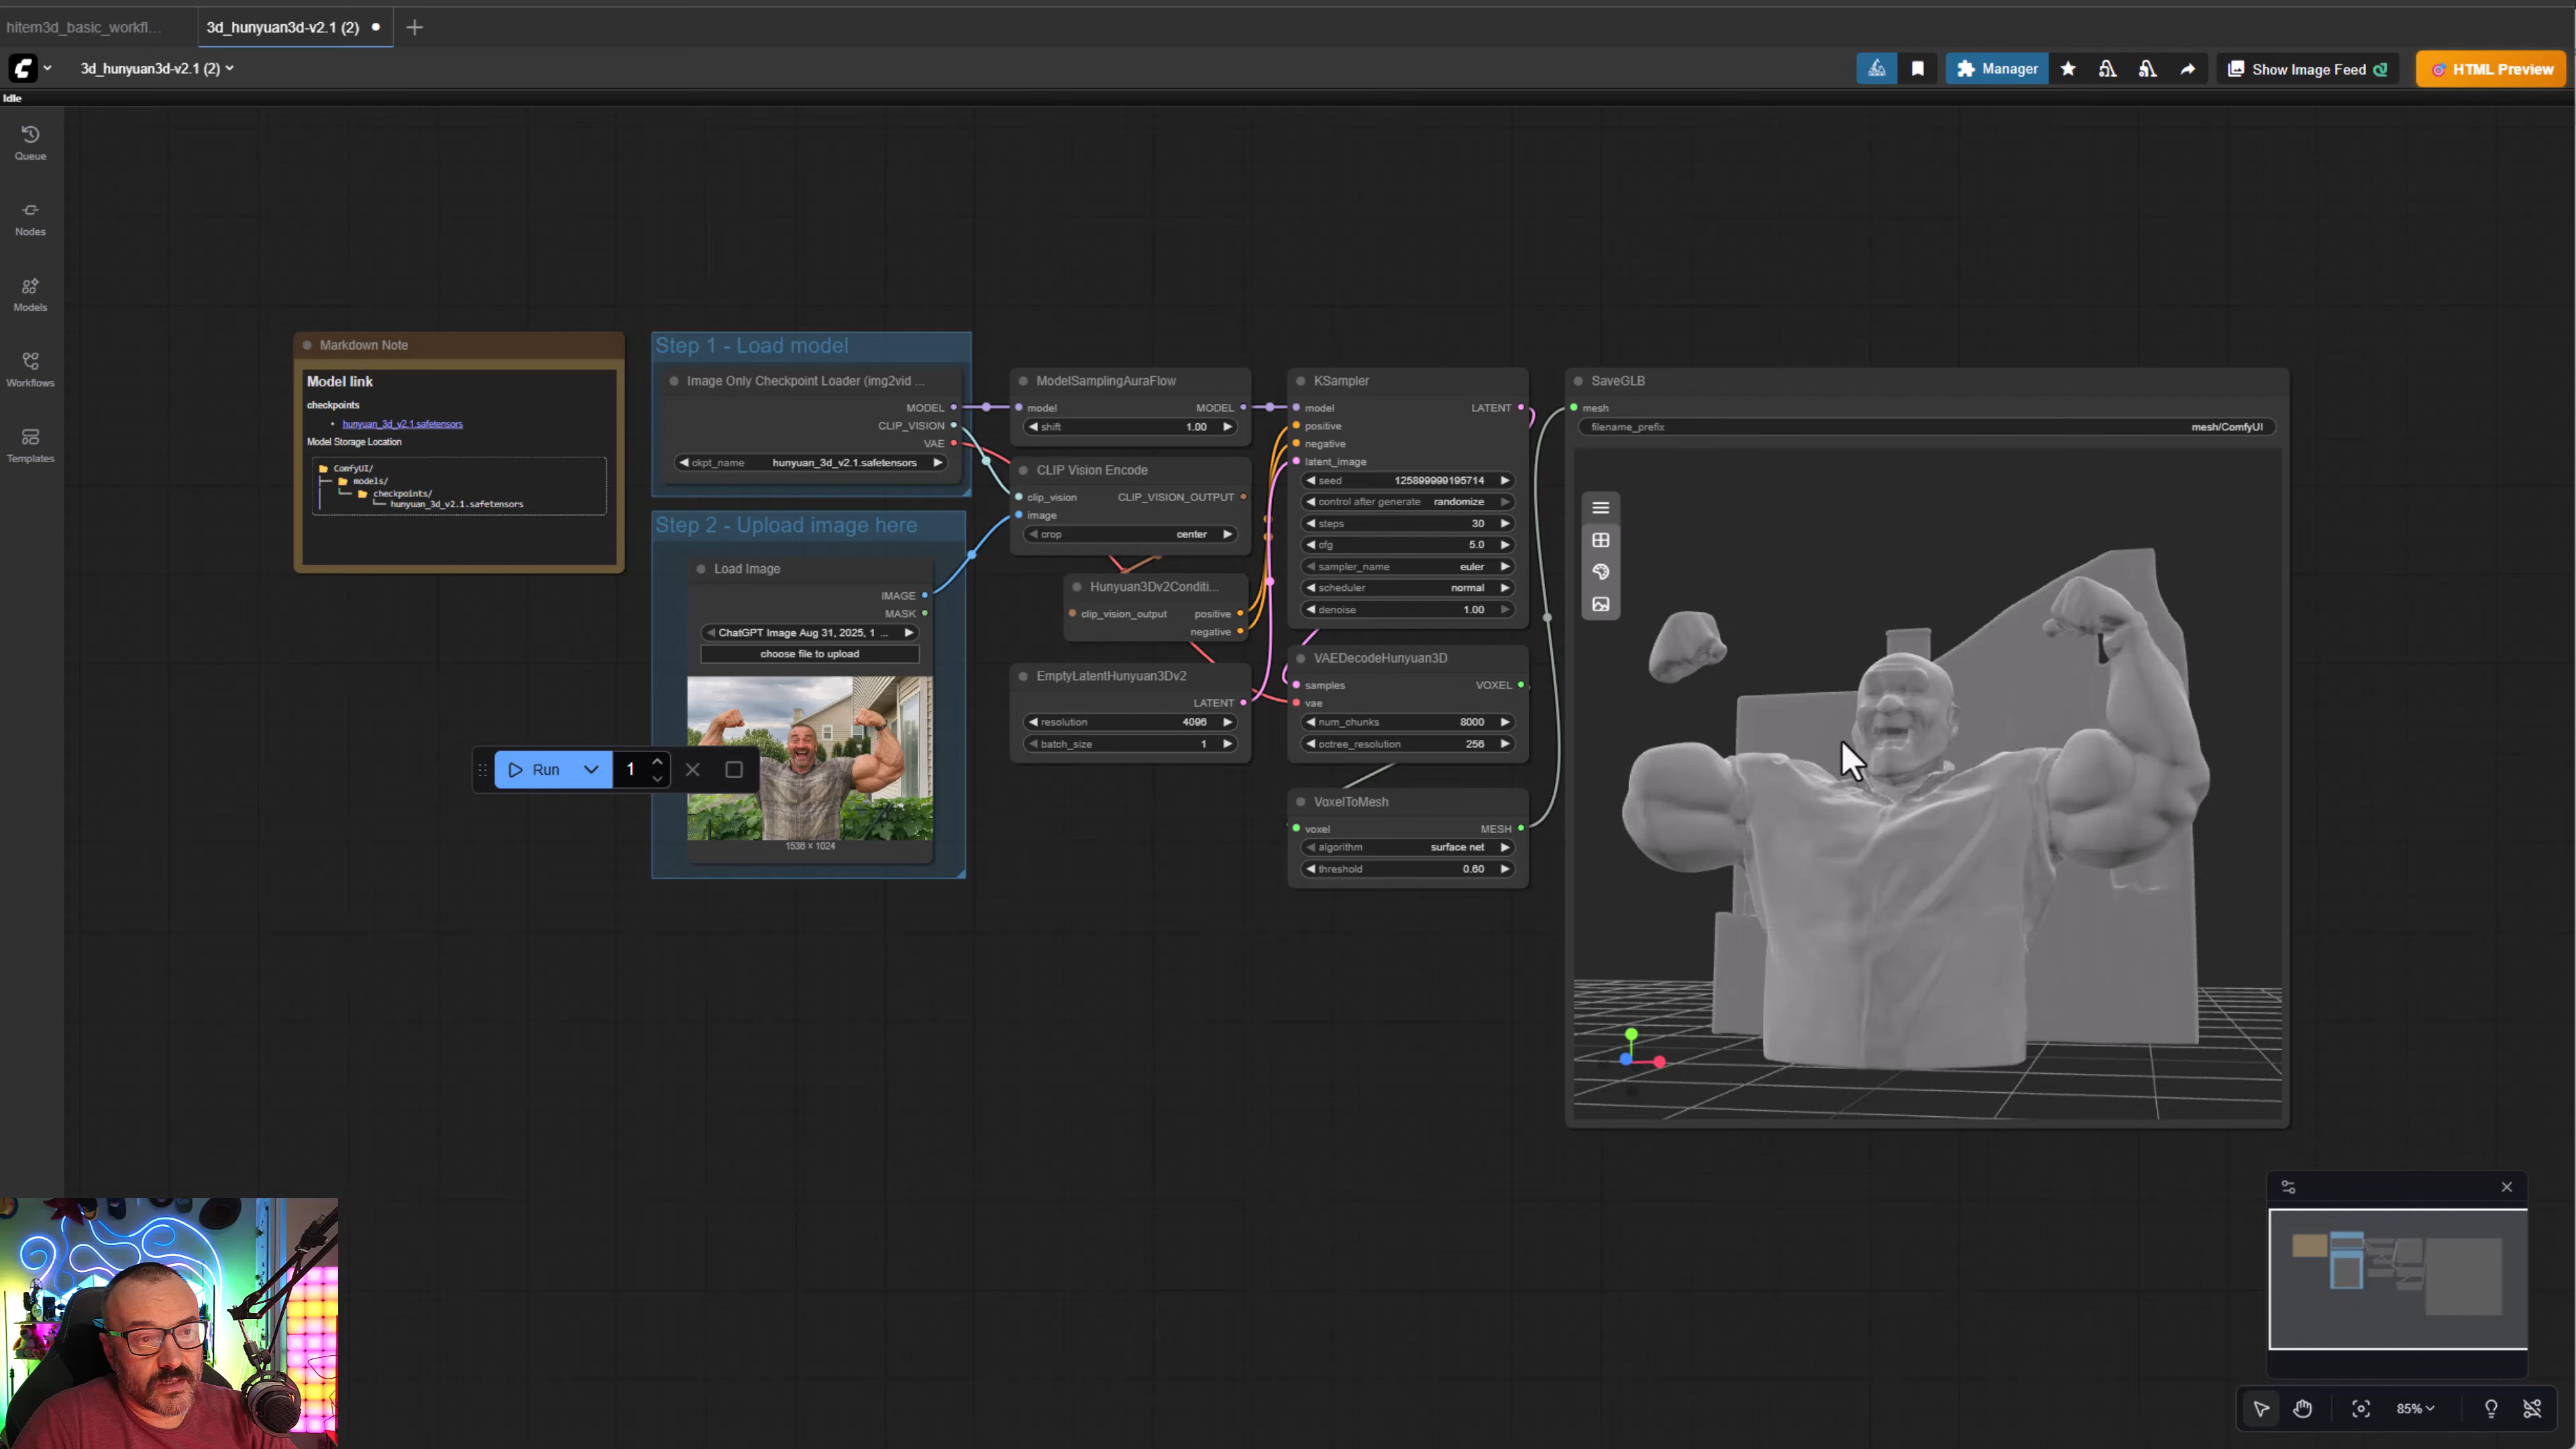 hitem3d_basic_workfl...
3d_hunyuan3d-v2.1 (2)
3d_hunyuan3d-v2.1 (2)
Manager
Show Image Feed
HTML Preview
Idle
Queue
Nodes
Models
Workflows
Templates
Markdown Note
Model link
checkpoints
• hunyuan_3d_v2.1.safetensors
Model Storage Location
ComfyUI/
models/
checkpoints/
hunyuan_3d_v2.1.safetensors
Step 1 - Load model
Image Only Checkpoint Loader (img2vid ...
MODEL
CLIP_VISION
VAE
ckpt_name hunyuan_3d_v2.1.safetensors
Step 2 - Upload image here
Load Image
IMAGE
MASK
ChatGPT Image Aug 31, 2025, 1 ...
choose file to upload
1536 × 1024
Run 1
ModelSamplingAuraFlow
model MODEL
shift 1.00
CLIP Vision Encode
clip_vision CLIP_VISION_OUTPUT
image
crop center
Hunyuan3Dv2Conditi...
clip_vision_output positive
negative
EmptyLatentHunyuan3Dv2
LATENT
resolution 4096
batch_size 1
KSampler
model LATENT
positive
negative
latent_image
seed 125899999195714
control after generate randomize
steps 30
cfg 5.0
sampler_name euler
scheduler normal
denoise 1.00
VAEDecodeHunyuan3D
samples VOXEL
vae
num_chunks 8000
octree_resolution 256
VoxelToMesh
voxel MESH
algorithm surface net
threshold 0.60
SaveGLB
mesh
filename_prefix mesh/ComfyUI
85%